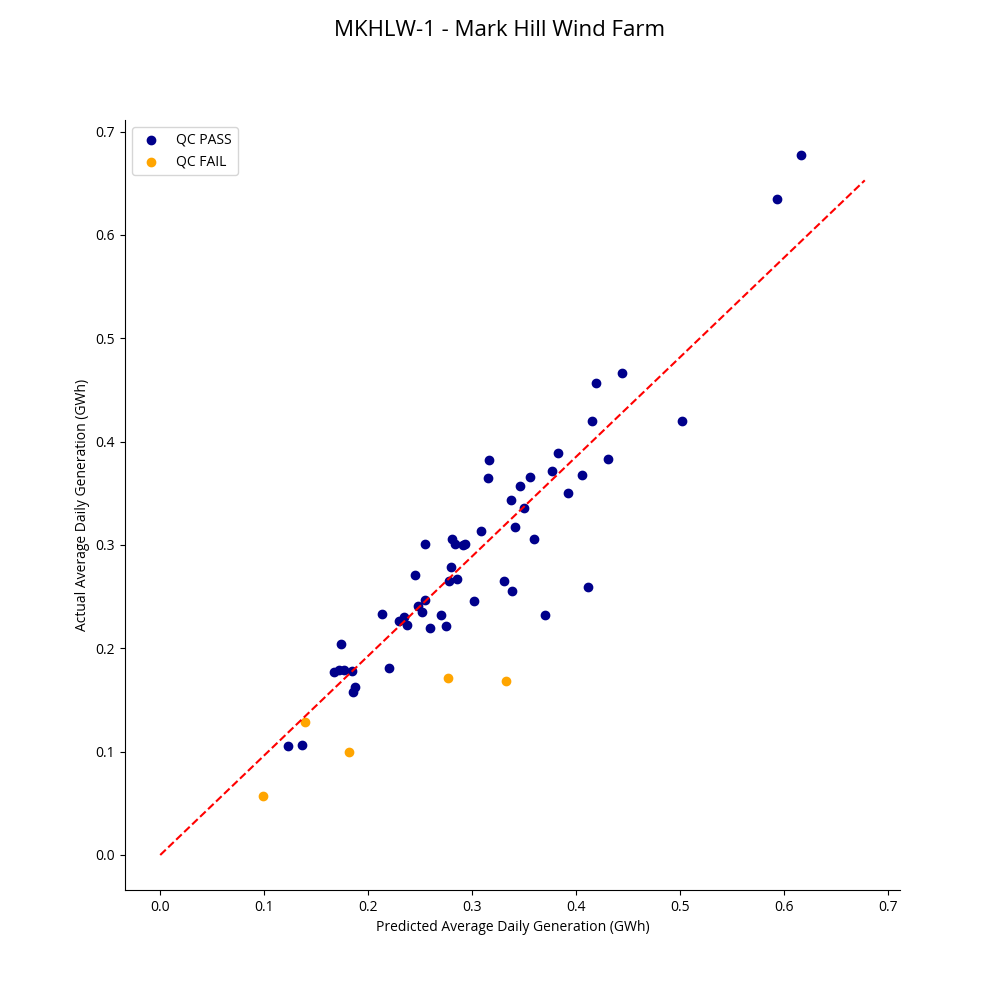 MKHLW-1 - Mark Hill Wind Farm
QC PASS
QC FAIL
0.7
0.6
0.5
0.4
0.3
0.2
0.1
0.0
Actual Average Daily Generation (GWh)
0.0 0.1 0.2 0.3 0.4 0.5 0.6 0.7
Predicted Average Daily Generation (GWh)